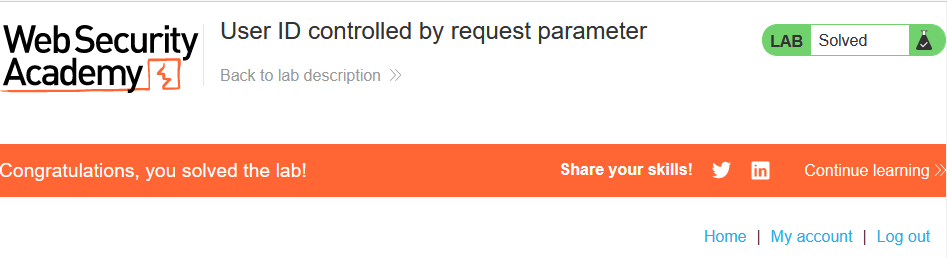 Web Security
Academy
User ID controlled by request parameter
Back to lab description
LAB Solved
Congratulations, you solved the lab!
Share your skills!
Continue learning
Home | My account | Log out